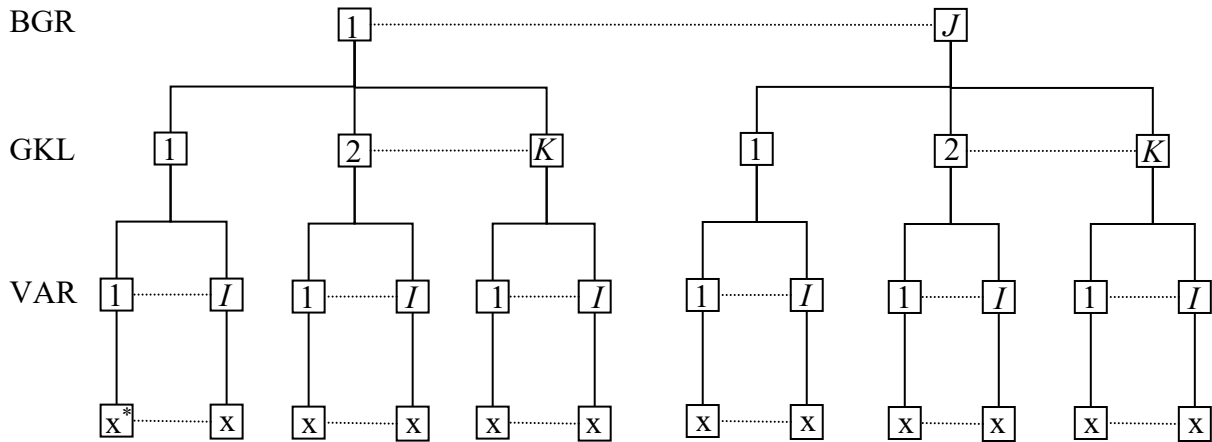 BGR 1 J
GKL 1 2 K 1 2 K
VAR 1 I 1 I 1 I 1 I 1 I 1 I
x* x x x x x x x x x x x